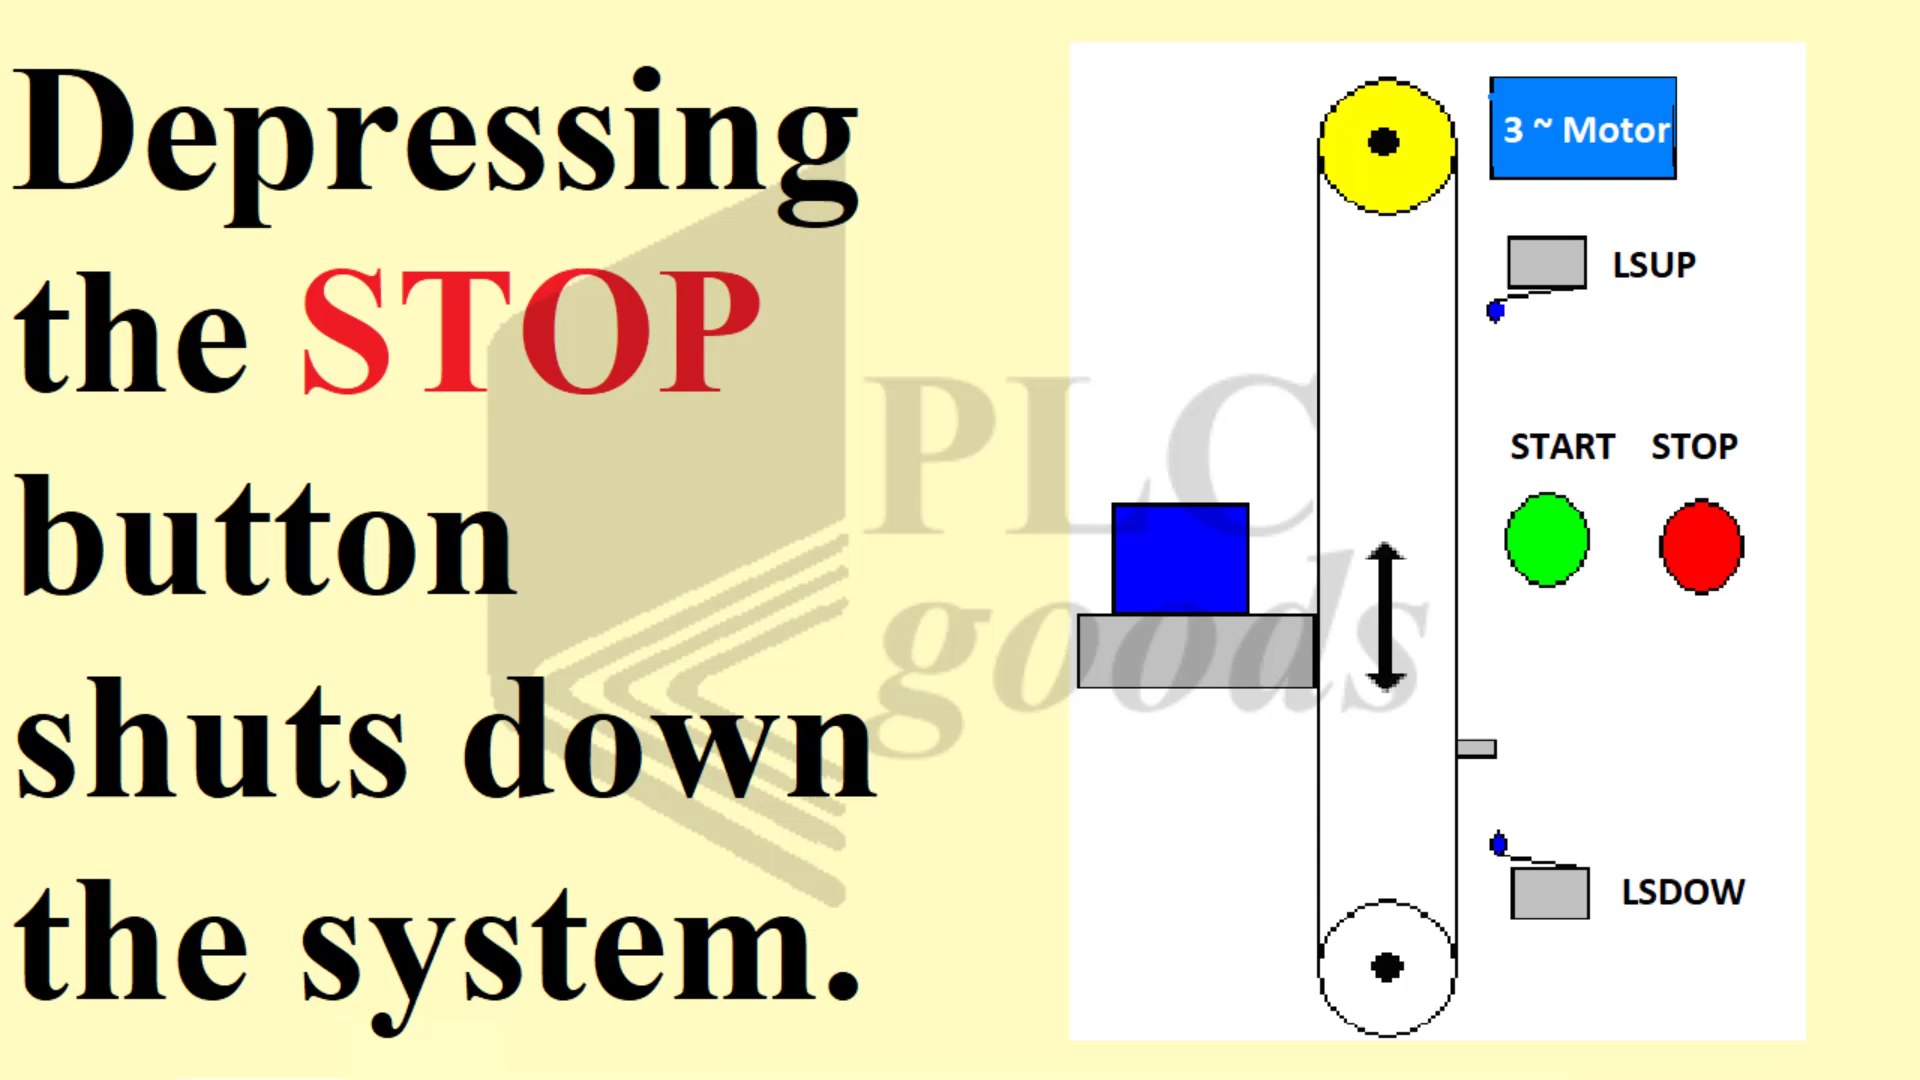 Depressing
the STOP
button
shuts down
the system.
PLC
goods
3 ~ Motor
LSUP
START STOP
LSDOW